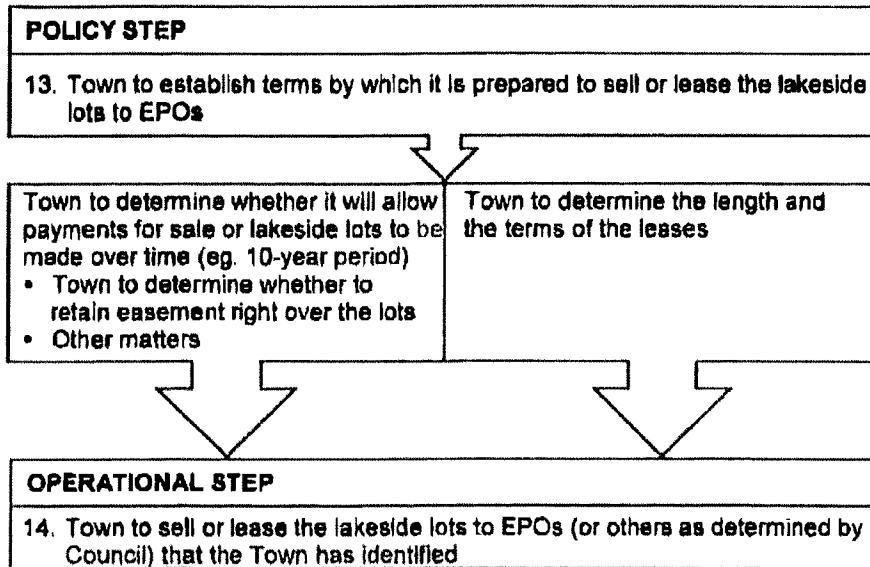 POLICY STEP
13. Town to establish terms by which it is prepared to sell or lease the lakeside
lots to EPOs
Town to determine whether it will allow
payments for sale or lakeside lots to be
made over time (eg. 10-year period)
• Town to determine whether to
retain easement right over the lots
• Other matters
Town to determine the length and
the terms of the leases
OPERATIONAL STEP
14. Town to sell or lease the lakeside lots to EPOs (or others as determined by
Council) that the Town has identified